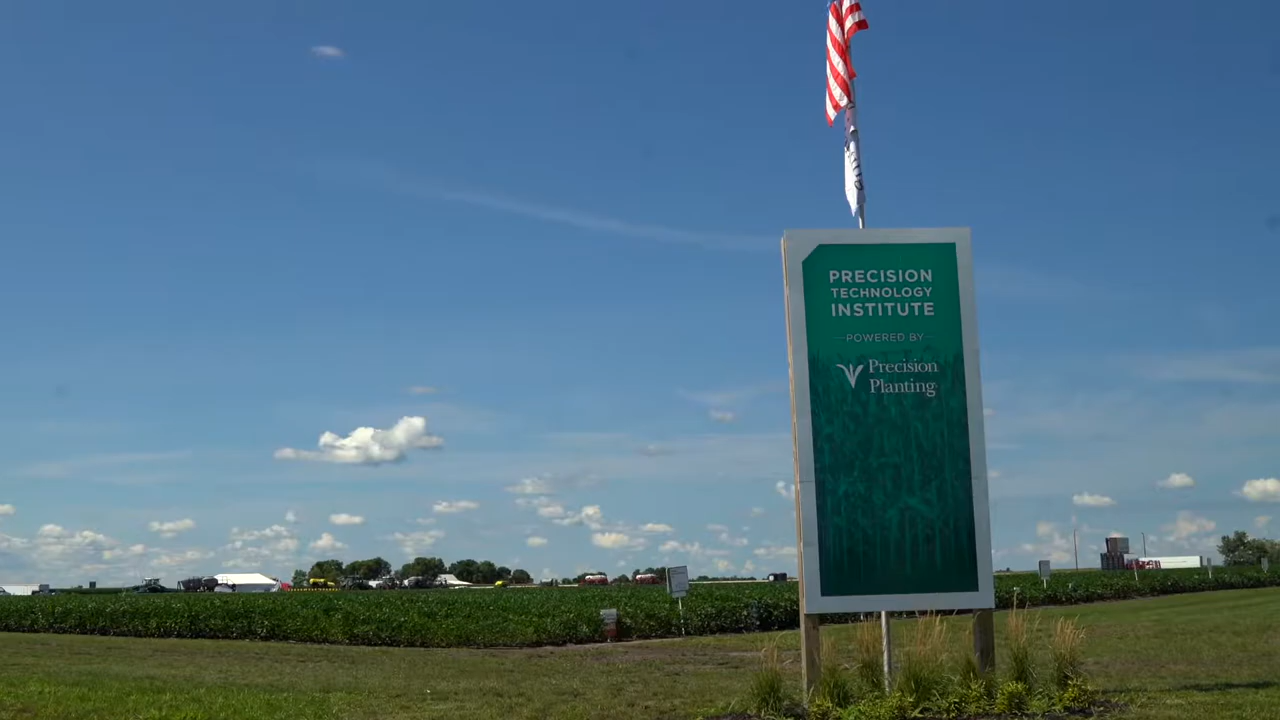 PRECISION
TECHNOLOGY
INSTITUTE
POWERED BY
Precision
Planting